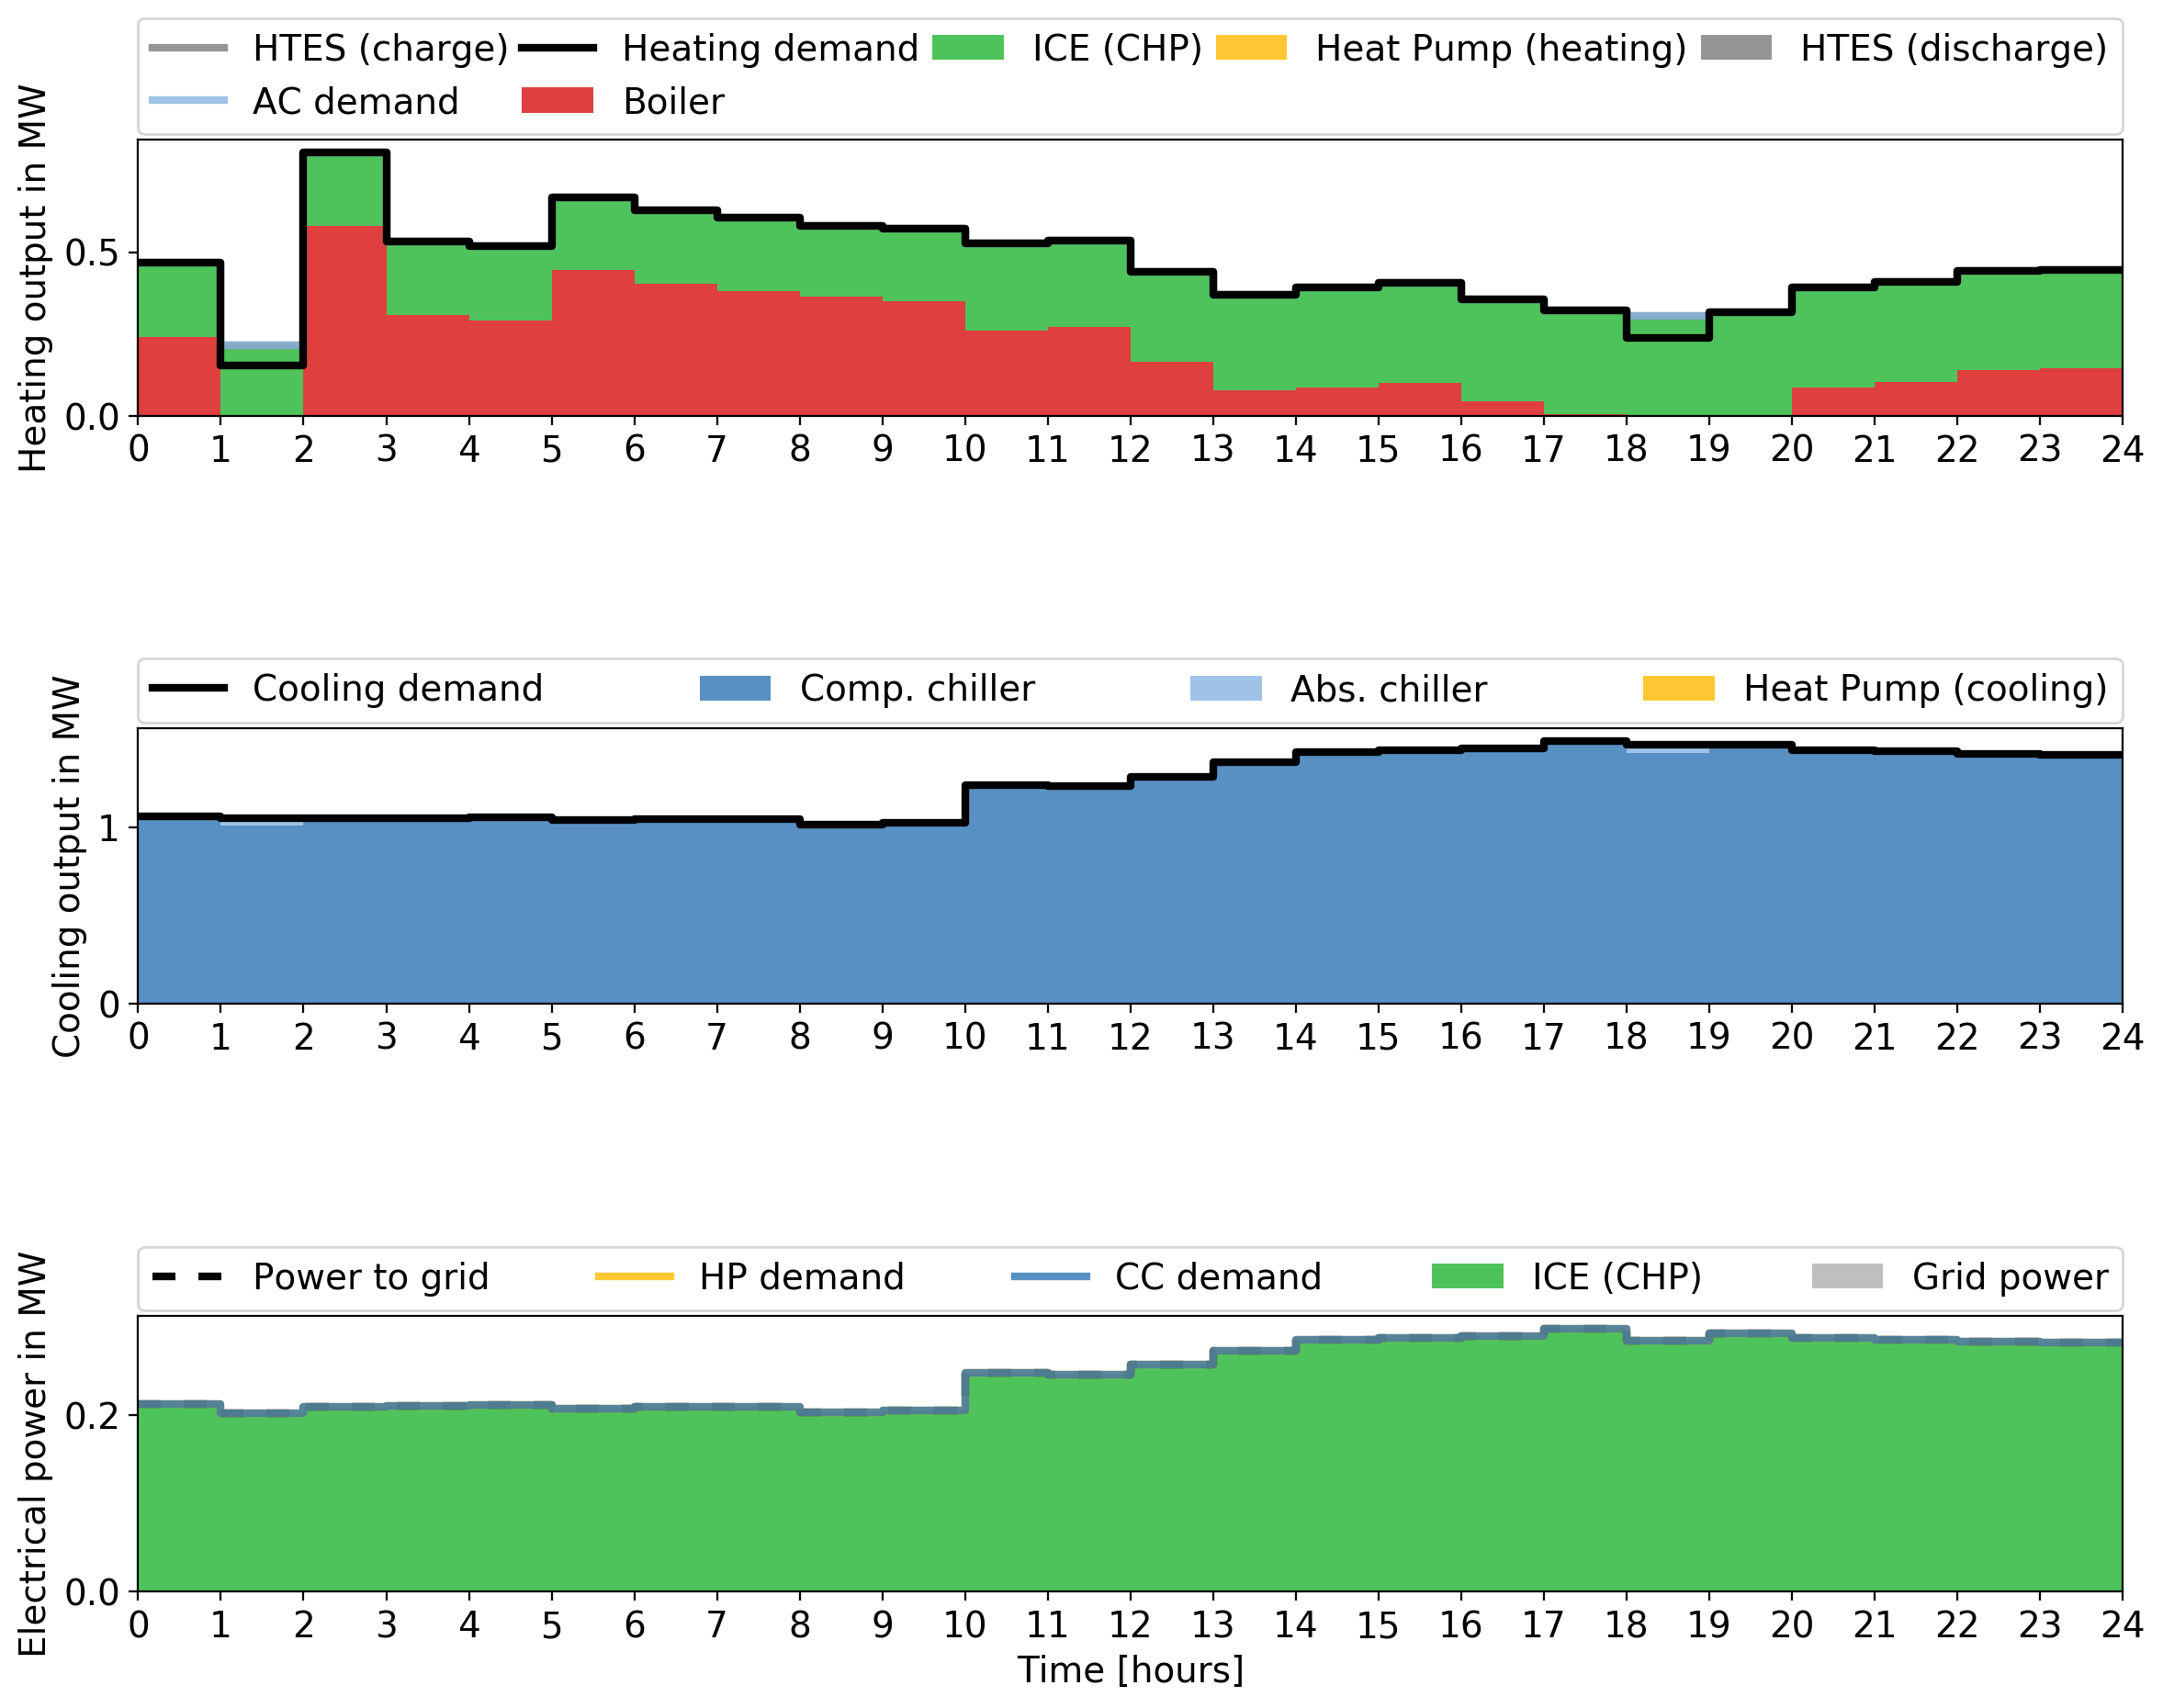 HTES (charge) Heating demand ICE (CHP) Heat Pump (heating) HTES (discharge)
AC demand Boiler
Heating output in MW
0.5
0.0
0 1 2 3 4 5 6 7 8 9 10 11 12 13 14 15 16 17 18 19 20 21 22 23 24
Cooling demand Comp. chiller Abs. chiller Heat Pump (cooling)
Cooling output in MW
1
0
0 1 2 3 4 5 6 7 8 9 10 11 12 13 14 15 16 17 18 19 20 21 22 23 24
Power to grid HP demand CC demand ICE (CHP) Grid power
Electrical power in MW
0.2
0.0
0 1 2 3 4 5 6 7 8 9 10 11 12 13 14 15 16 17 18 19 20 21 22 23 24
Time [hours]